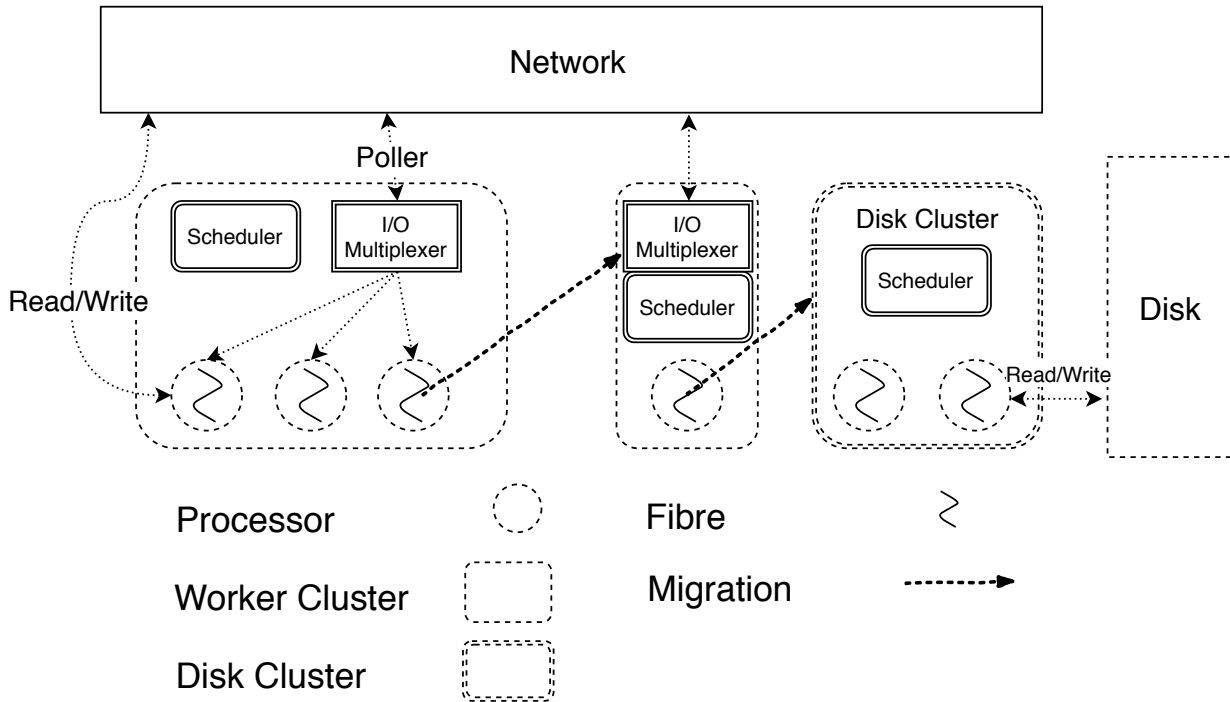 Network
Poller
Scheduler
I/O
Multiplexer
I/O
Multiplexer
Scheduler
Disk Cluster
Scheduler
Disk
Read/Write
Read/Write
Processor
Fibre
Worker Cluster
Migration
Disk Cluster